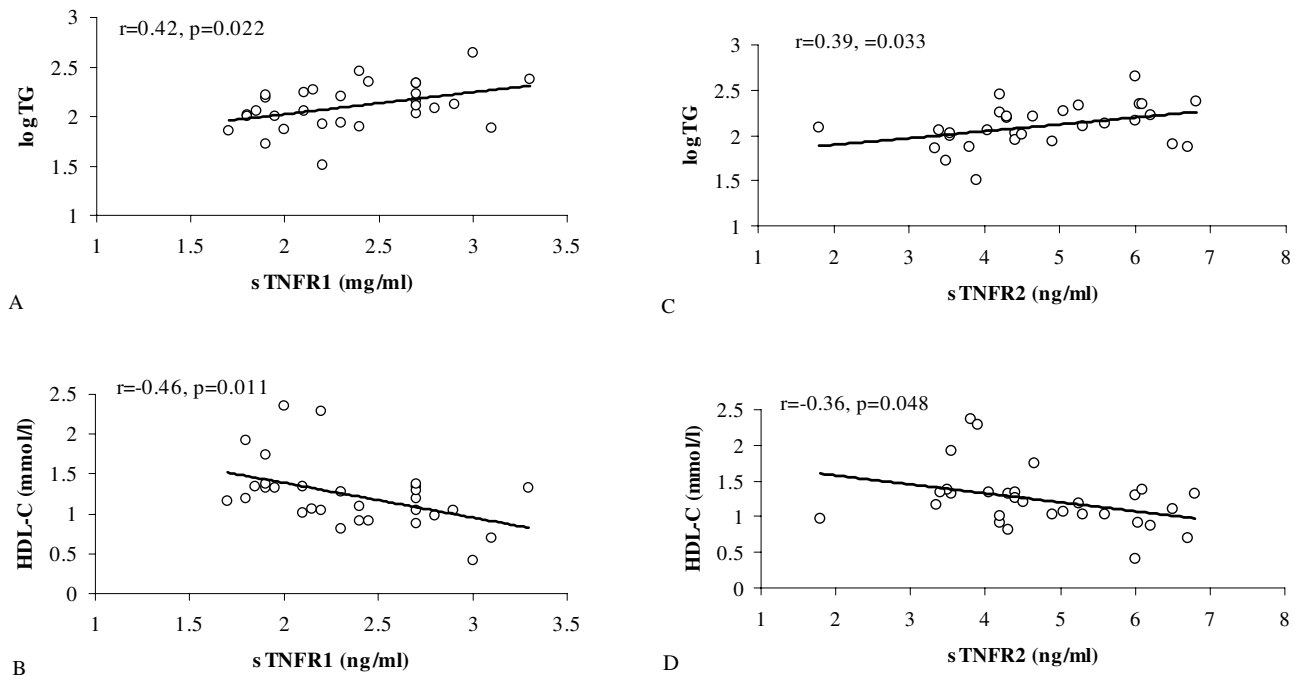 r=0.42, p=0.022
3
2.5
2
1.5
1
logTG
1 1.5 2 2.5 3 3.5
sTNFR1 (mg/ml)
A
r=0.39, =0.033
3
2.5
2
1.5
1
logTG
1 2 3 4 5 6 7 8
sTNFR2 (ng/ml)
C
r=-0.46, p=0.011
2.5
2
1.5
1
0.5
0
HDL-C (mmol/l)
1 1.5 2 2.5 3 3.5
sTNFR1 (ng/ml)
B
r=-0.36, p=0.048
2.5
2
1.5
1
0.5
0
HDL-C (mmol/l)
1 2 3 4 5 6 7 8
sTNFR2 (ng/ml)
D